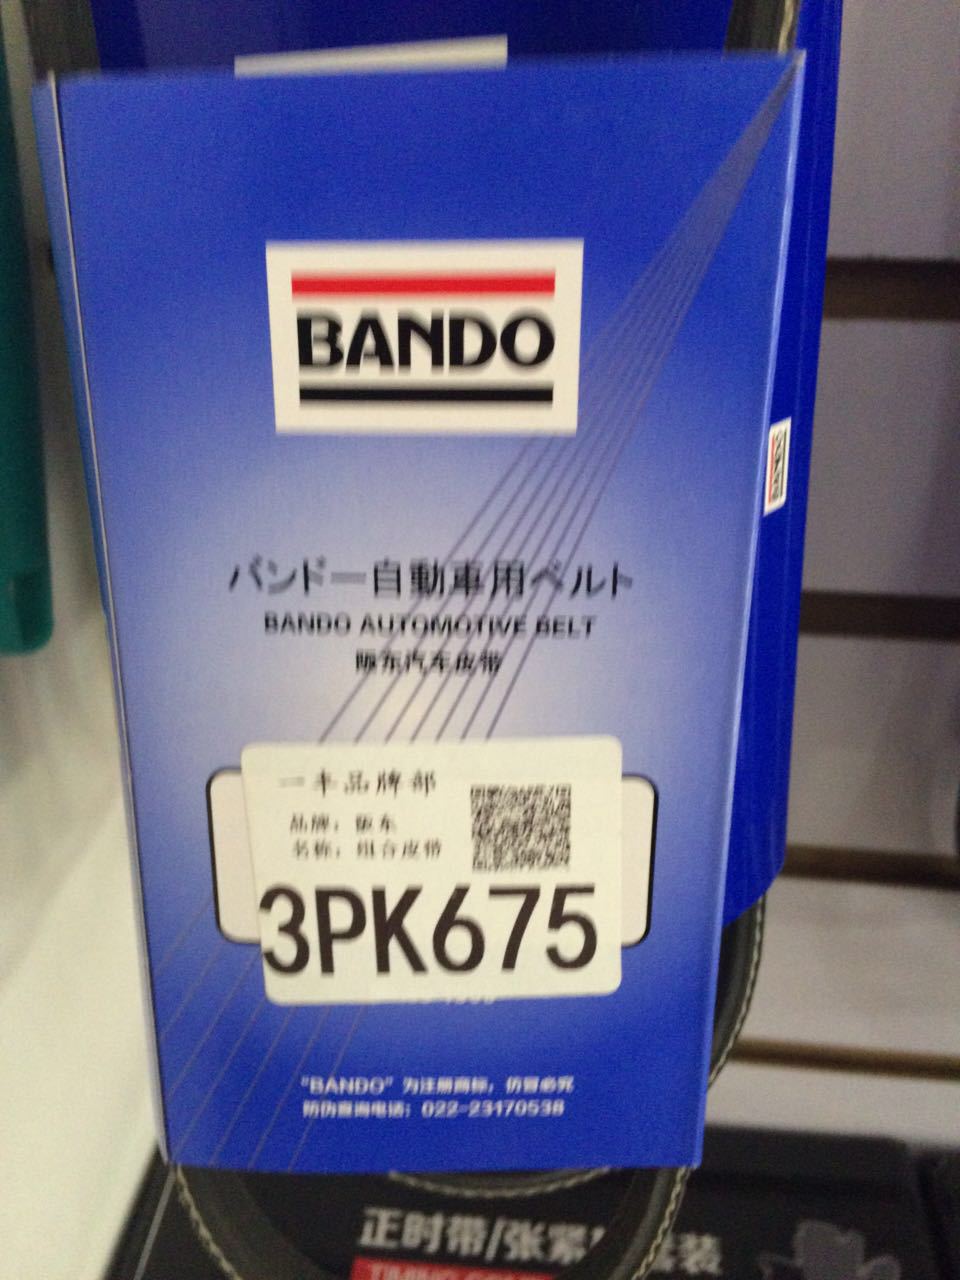 BANDO
BANDO
バンドー自動車用ベルト
BANDO AUTOMOTIVE BELT
阪东汽车皮带
一丰品牌部
品牌：阪东
名称：组合皮带
3PK675
"BANDO"为注册商标，仿冒必究
防伪查询电话：022-23170538
正时带/张紧
装